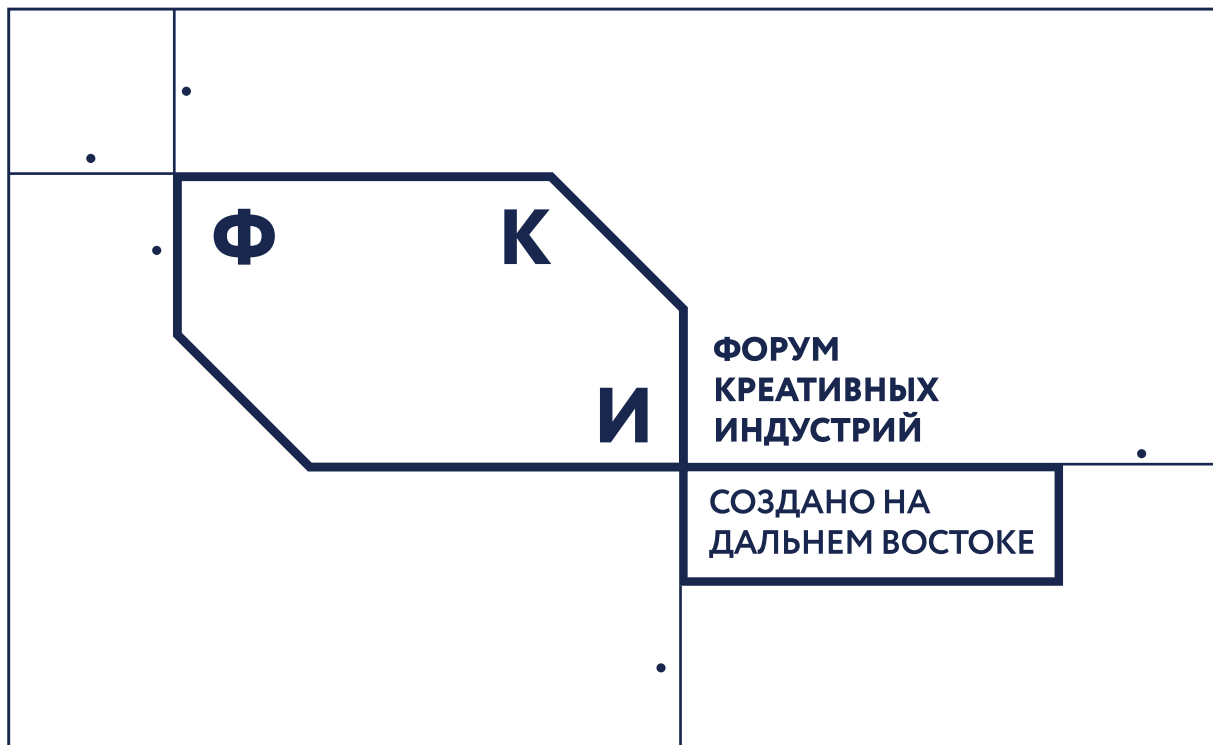 Ф К
И
ФОРУМ
КРЕАТИВНЫХ
ИНДУСТРИЙ
СОЗДАНО НА
ДАЛЬНЕМ ВОСТОКЕ